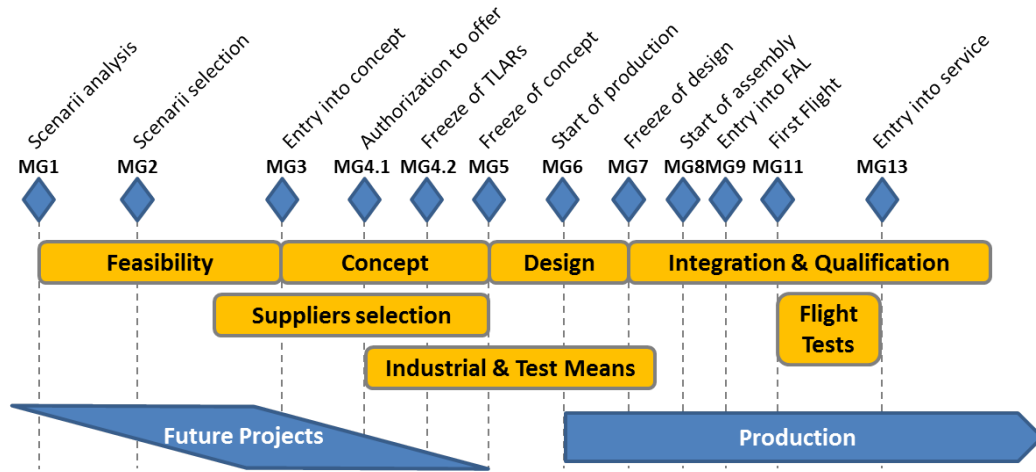 Scenarii analysis
Scenarii selection
Entry into concept
Authorization to offer
Freeze of TLARs
Freeze of concept
Start of production
Freeze of design
Start of assembly
Entry into FAL
First Flight
Entry into service
MG1
MG2
MG3
MG4.1
MG4.2
MG5
MG6
MG7
MG8
MG9
MG11
MG13
Feasibility
Concept
Design
Integration & Qualification
Suppliers selection
Flight
Tests
Industrial & Test Means
Future Projects
Production